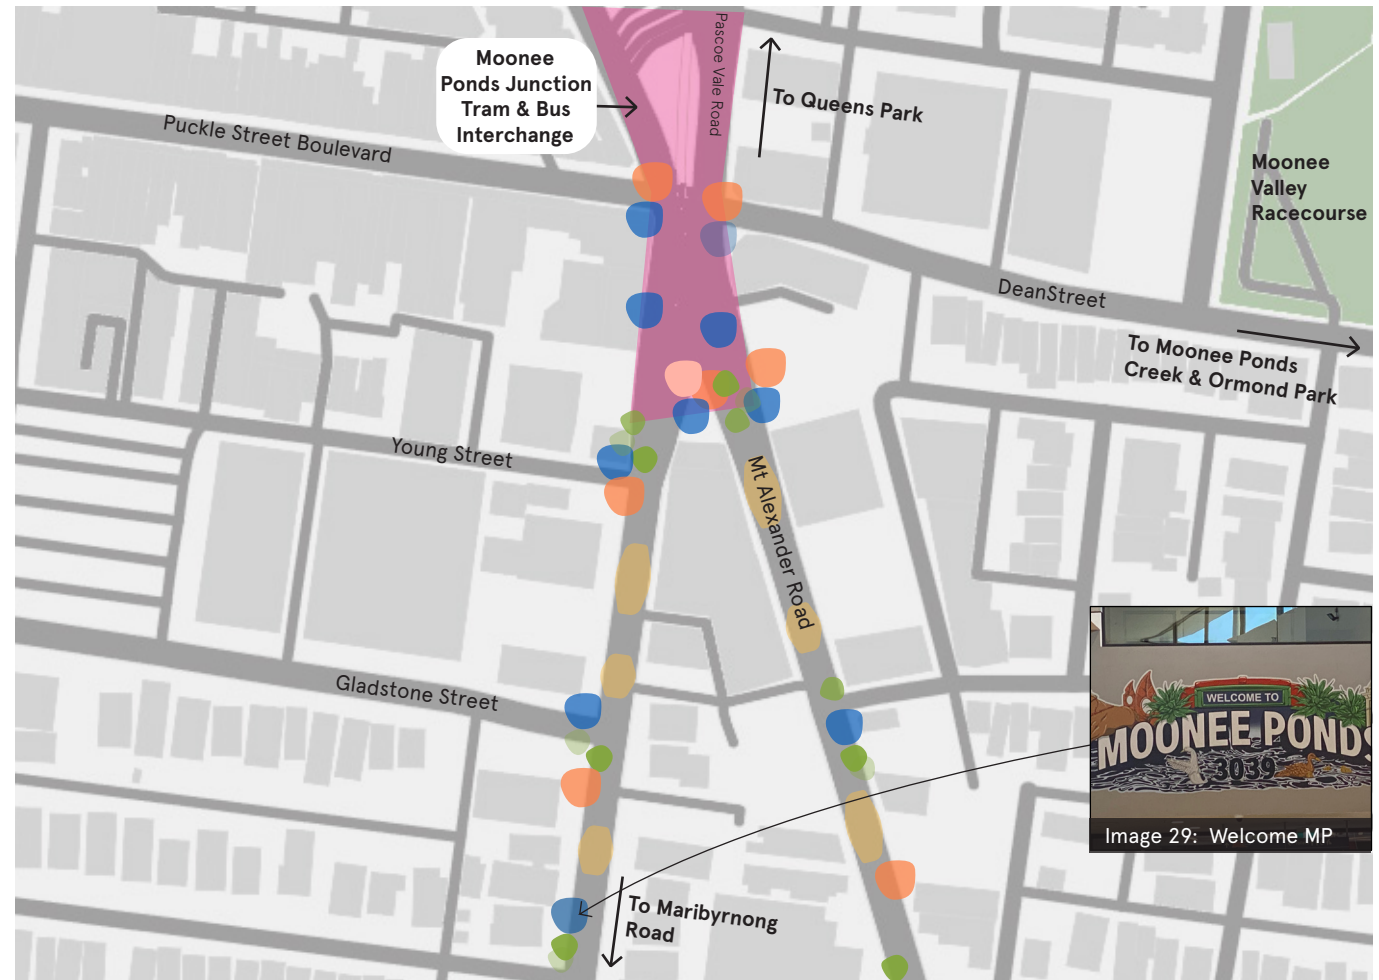 Moonee
Ponds Junction
Tram & Bus
Interchange
Pascoe Vale Road
To Queens Park
Puckle Street Boulevard
Moonee
Valley
Racecourse
DeanStreet
To Moonee Ponds
Creek & Ormond Park
Young Street
Mt Alexander Road
Gladstone Street
WELCOME TO
MOONEE PONDS
3039
Image 29: Welcome MP
To Maribyrnong
Road